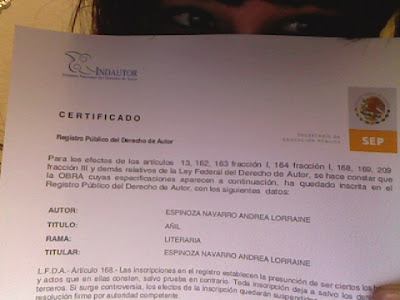 INDAUTOR
CERTIFICADO
SECRETARÍA DE
EDUCACIÓN PÚBLICA
SEP
Registro Público del Derecho de Autor
Para los efectos de los artículos 13, 162, 163 fracción I, 164 fracción I, 168, 169, 209
fracción III y demás relativos de la Ley Federal del Derecho de Autor, se hace constar que
la OBRA cuyas especificaciones aparecen a continuación, ha quedado inscrita en el
Registro Público del Derecho de Autor, con los siguientes datos:
AUTOR: ESPINOZA NAVARRO ANDREA LORRAINE
TITULO: AÑIL
RAMA: LITERARIA
TITULAR: ESPINOZA NAVARRO ANDREA LORRAINE
L.F.D.A.- Artículo 168.- Las inscripciones en el registro establecen la presunción de ser ciertos los h
y actos que en ellas consten, salvo prueba en contrario. Toda inscripción deja a salvo los de
terceros. Si surge controversia, los efectos de la inscripción quedarán suspendido
resolución firme por autoridad competente.